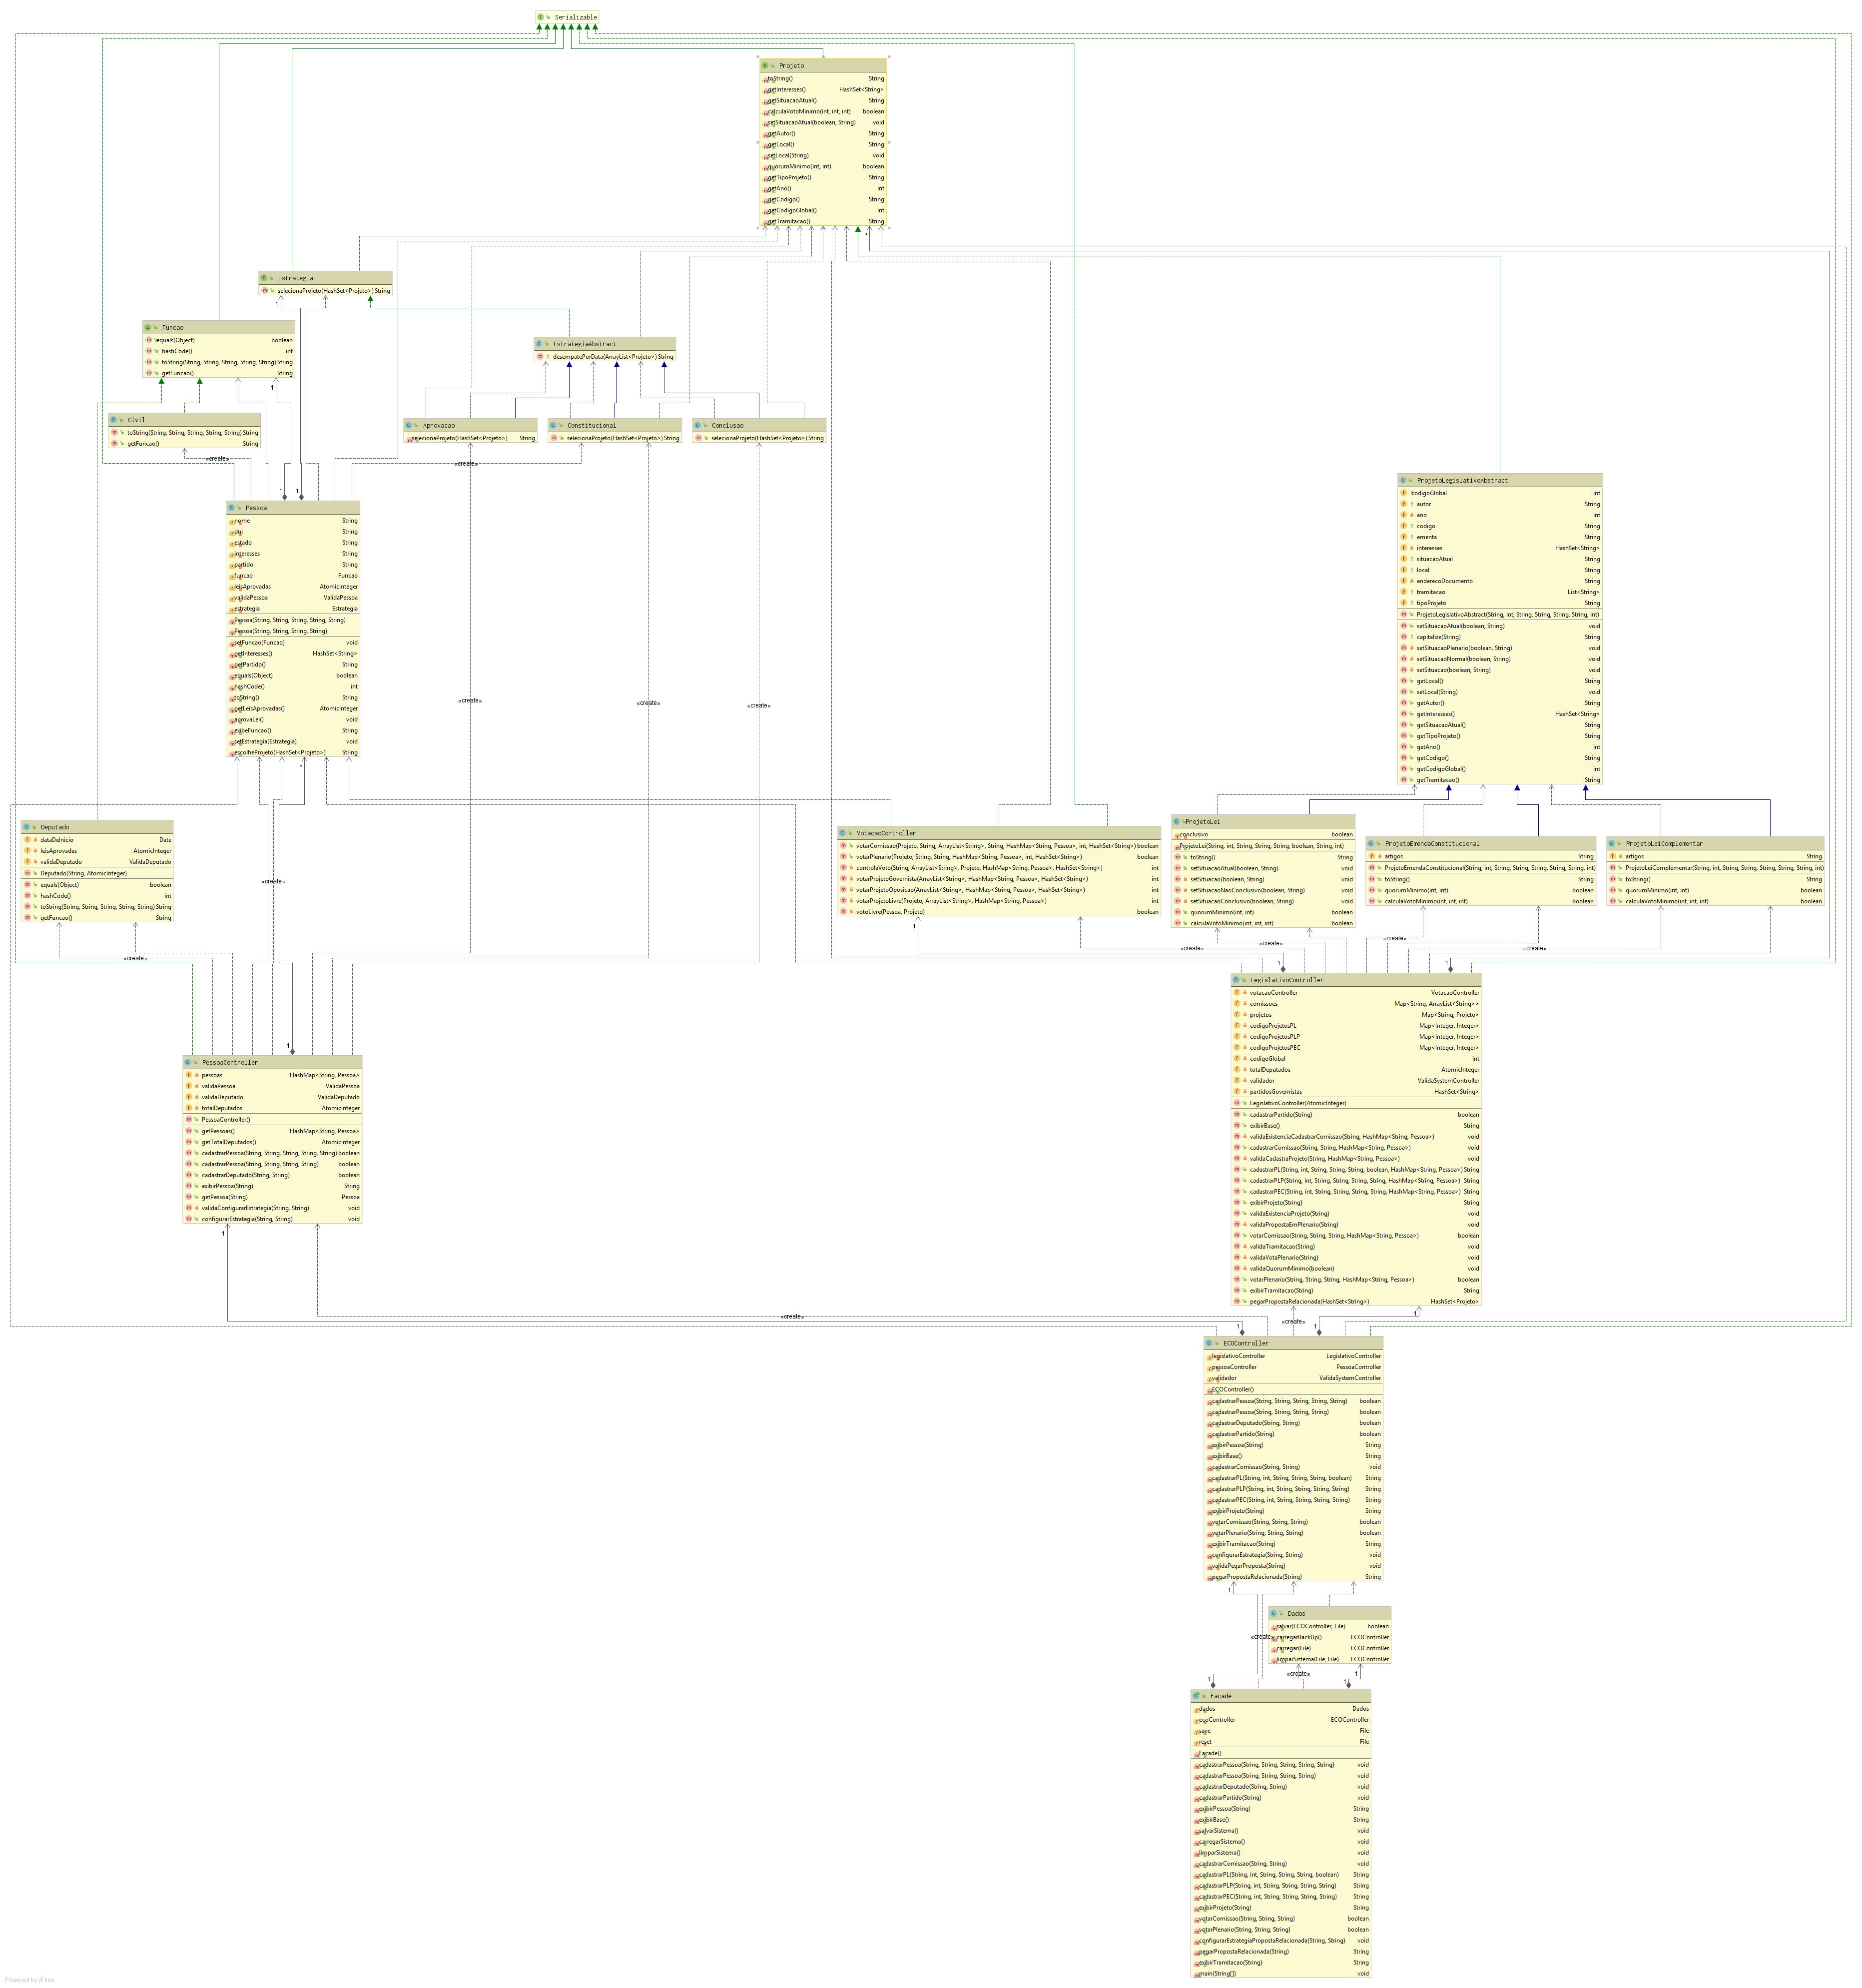 Serializable
Projeto
toString() String
getInteresses() HashSet<String>
getSituacaoAtual() String
calculaVotoMinimo(int, int, int) boolean
setSituacaoAtual(boolean, String) void
getAutor() String
getLocal() String
setLocal(String) void
quorumMinimo(int, int) boolean
getTipoProjeto() String
getAno() int
getCodigo() String
getCodigoGlobal() int
getTramitacao() String
*
Estrategia
selecionaProjeto(HashSet<Projeto>) String
1
Funcao
equals(Object) boolean
hashCode() int
toString(String, String, String, String, String) String
getFuncao() String
1
EstrategiaAbstract
desempatePorData(ArrayList<Projeto>) String
Civil
toString(String, String, String, String, String) String
getFuncao() String
Aprovacao
selecionaProjeto(HashSet<Projeto>) String
Constitucional
selecionaProjeto(HashSet<Projeto>) String
Conclusao
selecionaProjeto(HashSet<Projeto>) String
«create»
«create»
1
1
Pessoa
nome String
dni String
estado String
interesses String
partido String
funcao Funcao
leisAprovadas AtomicInteger
validaPessoa ValidaPessoa
estrategia Estrategia
Pessoa(String, String, String, String, String)
Pessoa(String, String, String, String)
setFuncao(Funcao) void
getInteresses() HashSet<String>
getPartido() String
equals(Object) boolean
hashCode() int
toString() String
getLeisAprovadas() AtomicInteger
aprovaLei() void
exibeFuncao() String
setEstrategia(Estrategia) void
escolheProjeto(HashSet<Projeto>) String
*
«create»
«create»
«create»
ProjetoLegislativoAbstract
codigoGlobal int
autor String
ano int
codigo String
ementa String
interesses HashSet<String>
situacaoAtual String
local String
enderecoDocumento String
tramitacao List<String>
tipoProjeto String
ProjetoLegislativoAbstract(String, int, String, String, String, String, int)
setSituacaoAtual(boolean, String) void
capitalize(String) String
setSituacaoPlenario(boolean, String) void
setSituacaoNormal(boolean, String) void
setSituacao(boolean, String) void
getLocal() String
setLocal(String) void
getAutor() String
getInteresses() HashSet<String>
getSituacaoAtual() String
getTipoProjeto() String
getAno() int
getCodigo() String
getCodigoGlobal() int
getTramitacao() String
Deputado
dataDeInicio Date
leisAprovadas AtomicInteger
validaDeputado ValidaDeputado
Deputado(String, AtomicInteger)
equals(Object) boolean
hashCode() int
toString(String, String, String, String, String) String
getFuncao() String
«create»
«create»
VotacaoController
votarComissao(Projeto, String, ArrayList<String>, String, HashMap<String, Pessoa>, int, HashSet<String>) boolean
votarPlenario(Projeto, String, String, HashMap<String, Pessoa>, int, HashSet<String>) boolean
controlaVoto(String, ArrayList<String>, Projeto, HashMap<String, Pessoa>, HashSet<String>) int
votarProjetoGovernista(ArrayList<String>, HashMap<String, Pessoa>, HashSet<String>) int
votarProjetoOposicao(ArrayList<String>, HashMap<String, Pessoa>, HashSet<String>) int
votarProjetoLivre(Projeto, ArrayList<String>, HashMap<String, Pessoa>) int
votoLivre(Pessoa, Projeto) boolean
1
ProjetoLei
conclusivo boolean
ProjetoLei(String, int, String, String, String, boolean, String, int)
toString() String
setSituacaoAtual(boolean, String) void
setSituacao(boolean, String) void
setSituacaoNaoConclusivo(boolean, String) void
setSituacaoConclusivo(boolean, String) void
quorumMinimo(int, int) boolean
calculaVotoMinimo(int, int, int) boolean
ProjetoEmendaConstitucional
artigos String
ProjetoEmendaConstitucional(String, int, String, String, String, String, String, int)
toString() String
quorumMinimo(int, int) boolean
calculaVotoMinimo(int, int, int) boolean
ProjetoLeiComplementar
artigos String
ProjetoLeiComplementar(String, int, String, String, String, String, String, int)
toString() String
quorumMinimo(int, int) boolean
calculaVotoMinimo(int, int, int) boolean
«create»
«create»
«create»
«create»
1
1
LegislativoController
votacaoController VotacaoController
comissoes Map<String, ArrayList<String>>
projetos Map<String, Projeto>
codigoProjetosPL Map<Integer, Integer>
codigoProjetosPLP Map<Integer, Integer>
codigoProjetosPEC Map<Integer, Integer>
codigoGlobal int
totalDeputados AtomicInteger
validador ValidaSystemController
partidosGovernistas HashSet<String>
LegislativoController(AtomicInteger)
cadastrarPartido(String) boolean
exibirBase() String
validaExistenciaCadastrarComissao(String, HashMap<String, Pessoa>) void
cadastrarComissao(String, String, HashMap<String, Pessoa>) void
validaCadastraProjeto(String, HashMap<String, Pessoa>) void
cadastrarPL(String, int, String, String, String, boolean, HashMap<String, Pessoa>) String
cadastrarPLP(String, int, String, String, String, String, HashMap<String, Pessoa>) String
cadastrarPEC(String, int, String, String, String, String, HashMap<String, Pessoa>) String
exibirProjeto(String) String
validaExistenciaProjeto(String) void
validaPropostaEmPlenario(String) void
votarComissao(String, String, String, HashMap<String, Pessoa>) boolean
validaTramitacao(String) void
validaVotaPlenario(String) void
validaQuorumMinimo(boolean) void
votarPlenario(String, String, String, HashMap<String, Pessoa>) boolean
exibirTramitacao(String) String
pegarPropostaRelacionada(HashSet<String>) HashSet<Projeto>
1
1
PessoaController
pessoas HashMap<String, Pessoa>
validaPessoa ValidaPessoa
validaDeputado ValidaDeputado
totalDeputados AtomicInteger
PessoaController()
getPessoas() HashMap<String, Pessoa>
getTotalDeputados() AtomicInteger
cadastrarPessoa(String, String, String, String, String) boolean
cadastrarPessoa(String, String, String, String) boolean
cadastrarDeputado(String, String) boolean
exibirPessoa(String) String
getPessoa(String) Pessoa
validaConfigurarEstrategia(String, String) void
configurarEstrategia(String, String) void
1
«create»
«create»
1
1
ECOController
legislativoController LegislativoController
pessoaController PessoaController
validador ValidaSystemController
ECOController()
cadastrarPessoa(String, String, String, String, String) boolean
cadastrarPessoa(String, String, String, String) boolean
cadastrarDeputado(String, String) boolean
cadastrarPartido(String) boolean
exibirPessoa(String) String
exibirBase() String
cadastrarComissao(String, String) void
cadastrarPL(String, int, String, String, String, boolean) String
cadastrarPLP(String, int, String, String, String, String) String
cadastrarPEC(String, int, String, String, String, String) String
exibirProjeto(String) String
votarComissao(String, String, String) boolean
votarPlenario(String, String, String) boolean
exibirTramitacao(String) String
configurarEstrategia(String, String) void
validaPegarProposta(String) void
pegarPropostaRelacionada(String) String
1
Dados
salvar(ECOController, File) boolean
carregarBackUp() ECOController
carregar(File) ECOController
limparSistema(File, File) ECOController
«create»
«create»
1
1
1
Facade
dados Dados
ecoController ECOController
save File
reset File
Facade()
cadastrarPessoa(String, String, String, String, String) void
cadastrarPessoa(String, String, String, String) void
cadastrarDeputado(String, String) void
cadastrarPartido(String) void
exibirPessoa(String) String
exibirBase() String
salvarSistema() void
carregarSistema() void
limparSistema() void
cadastrarComissao(String, String) void
cadastrarPL(String, int, String, String, String, boolean) String
cadastrarPLP(String, int, String, String, String, String) String
cadastrarPEC(String, int, String, String, String, String) String
exibirProjeto(String) String
votarComissao(String, String, String) boolean
votarPlenario(String, String, String) boolean
configurarEstrategiaPropostaRelacionada(String, String) void
pegarPropostaRelacionada(String) String
exibirTramitacao(String) String
main(String[]) void
Powered by yFiles